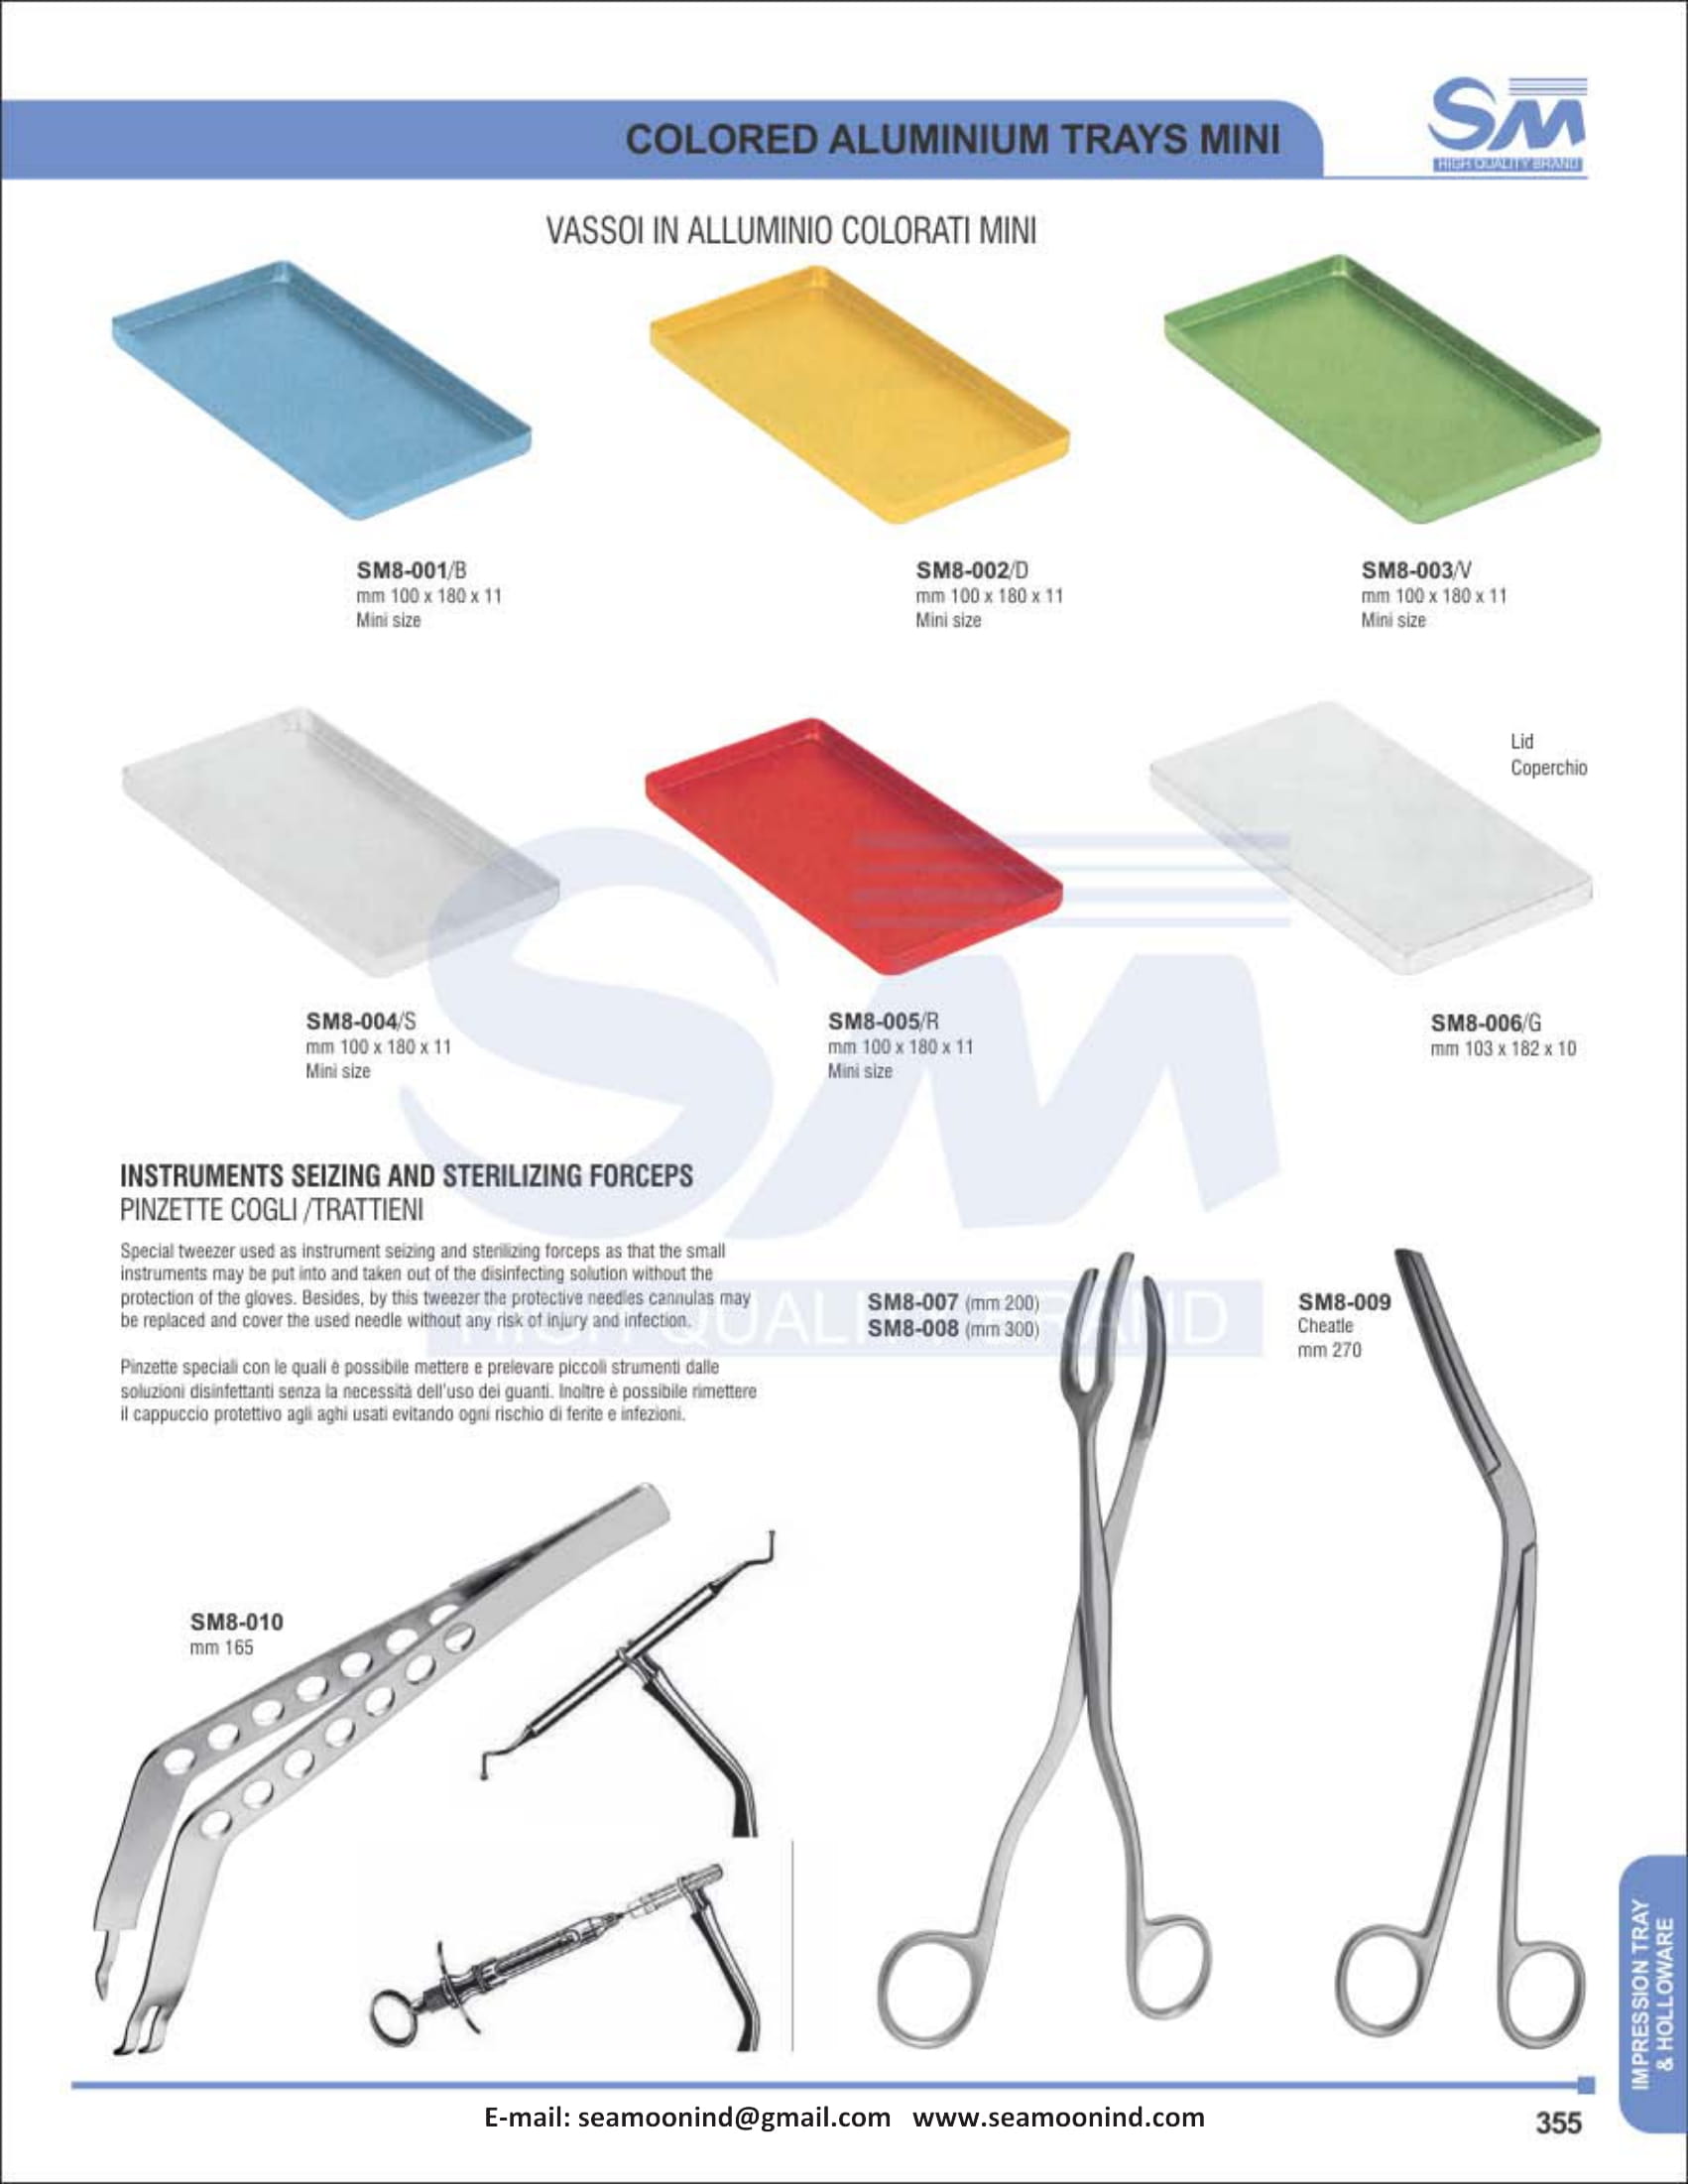 SM
HIGH QUALITY BRAND
COLORED ALUMINIUM TRAYS MINI
VASSOI IN ALLUMINIO COLORATI MINI
SM8-001/B
mm 100 x 180 x 11
Mini size
SM8-002/D
mm 100 x 180 x 11
Mini size
SM8-003/V
mm 100 x 180 x 11
Mini size
Lid
Coperchio
SM8-004/S
mm 100 x 180 x 11
Mini size
SM8-005/R
mm 100 x 180 x 11
Mini size
SM8-006/G
mm 103 x 182 x 10
SM
HIGH QUALITY BRAND
INSTRUMENTS SEIZING AND STERILIZING FORCEPS
PINZETTE COGLI /TRATTIENI
Special tweezer used as instrument seizing and sterilizing forceps as that the small
instruments may be put into and taken out of the disinfecting solution without the
protection of the gloves. Besides, by this tweezer the protective needles cannulas may
be replaced and cover the used needle without any risk of injury and infection.
Pinzette speciali con le quali è possibile mettere e prelevare piccoli strumenti dalle
soluzioni disinfettanti senza la necessità dell'uso dei guanti. Inoltre è possibile rimettere
il cappuccio protettivo agli aghi usati evitando ogni rischio di ferite e infezioni.
SM8-007 (mm 200)
SM8-008 (mm 300)
SM8-009
Cheatle
mm 270
SM8-010
mm 165
IMPRESSION TRAY
& HOLLOWARE
E-mail: seamoonind@gmail.com www.seamoonind.com
355